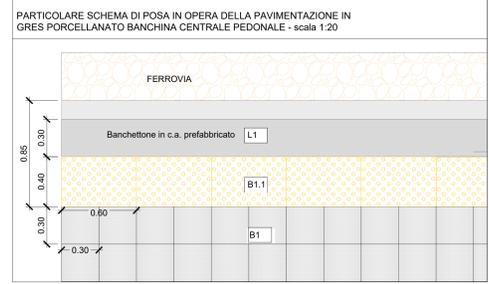 PARTICOLARE SCHEMA DI POSA IN OPERA DELLA PAVIMENTAZIONE IN
GRES PORCELLANATO BANCHINA CENTRALE PEDONALE - scala 1:20
FERROVIA
Banchettone in c.a. prefabbricato L1
0.30
0.85
0.40
B1.1
0.60
0.30
B1
0.30